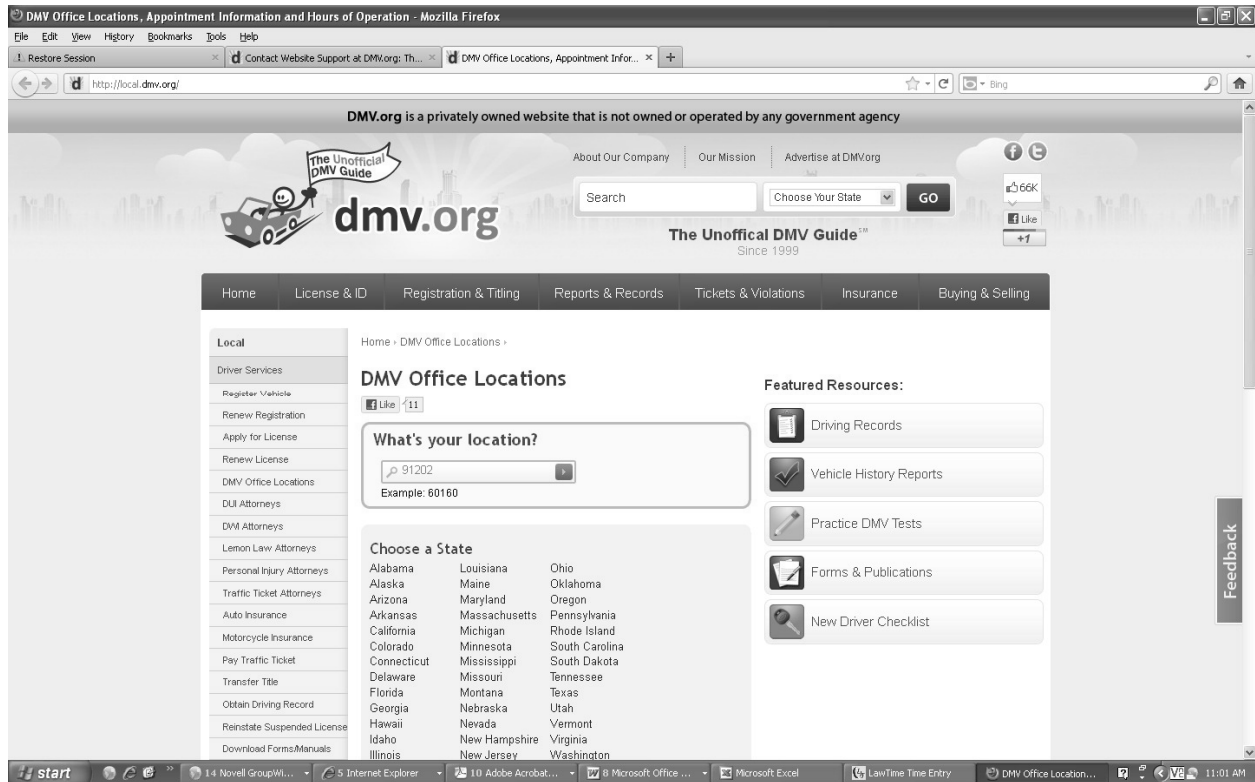 DMV Office Locations, Appointment Information and Hours of Operation - Mozilla Firefox
File Edit View History Bookmarks Tools Help
Restore Session
Contact Website Support at DMV.org: Th...
DMV Office Locations, Appointment Infor...
http://local.dmv.org/
Bing
DMV.org is a privately owned website that is not owned or operated by any government agency
The Unofficial
DMV Guide
dmv.org
About Our Company Our Mission Advertise at DMV.org
Search Choose Your State GO
The Unoffical DMV Guide™
Since 1999
66K
Like
+1
Home License & ID Registration & Titling Reports & Records Tickets & Violations Insurance Buying & Selling
Local
Driver Services
Register Vehicle
Renew Registration
Apply for License
Renew License
DMV Office Locations
DUI Attorneys
DWI Attorneys
Lemon Law Attorneys
Personal Injury Attorneys
Traffic Ticket Attorneys
Auto Insurance
Motorcycle Insurance
Pay Traffic Ticket
Transfer Title
Obtain Driving Record
Reinstate Suspended License
Download Forms/Manuals
Home › DMV Office Locations ›
DMV Office Locations
Like 11
What's your location?
91202
Example: 60160
Choose a State
Alabama Louisiana Ohio
Alaska Maine Oklahoma
Arizona Maryland Oregon
Arkansas Massachusetts Pennsylvania
California Michigan Rhode Island
Colorado Minnesota South Carolina
Connecticut Mississippi South Dakota
Delaware Missouri Tennessee
Florida Montana Texas
Georgia Nebraska Utah
Hawaii Nevada Vermont
Idaho New Hampshire Virginia
Illinois New Jersey Washington
Featured Resources:
Driving Records
Vehicle History Reports
Practice DMV Tests
Forms & Publications
New Driver Checklist
Feedback
start 14 Novell GroupWi... 5 Internet Explorer 10 Adobe Acrobat... 8 Microsoft Office ... Microsoft Excel LawTime Time Entry DMV Office Location... 11:01 AM